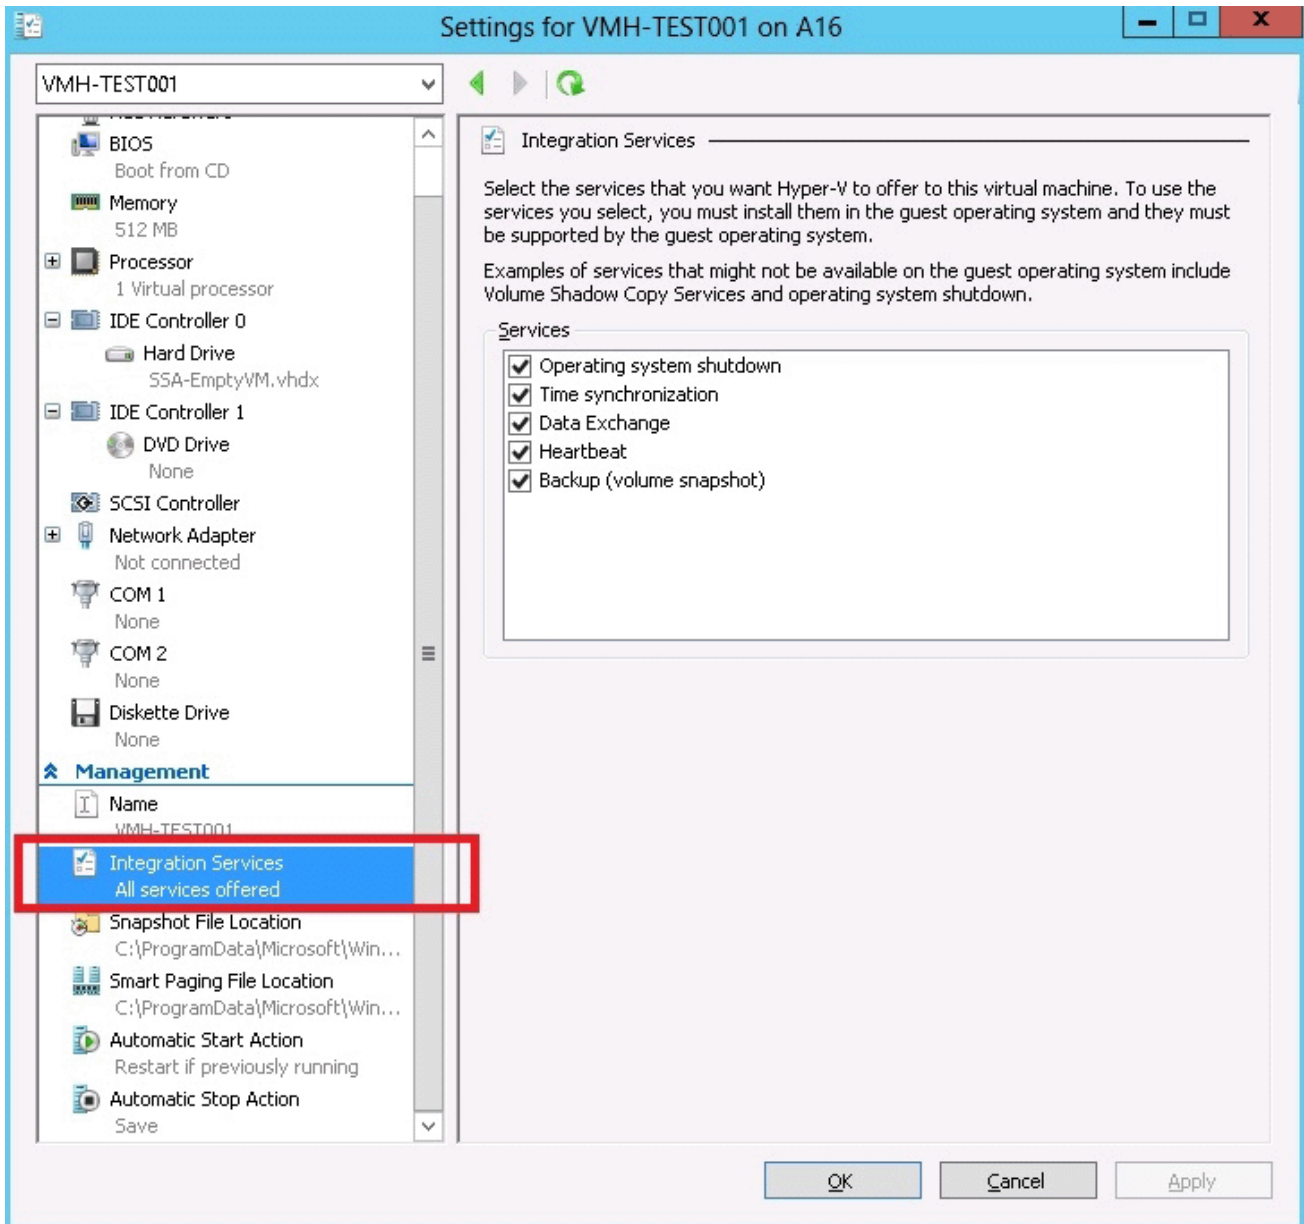 Settings for VMH-TEST001 on A16
VMH-TEST001
BIOS
Boot from CD
Memory
512 MB
Processor
1 Virtual processor
IDE Controller 0
Hard Drive
SSA-EmptyVM.vhdx
IDE Controller 1
DVD Drive
None
SCSI Controller
Network Adapter
Not connected
COM 1
None
COM 2
None
Diskette Drive
None
Management
Name
VMH-TEST001
Integration Services
All services offered
Snapshot File Location
C:\ProgramData\Microsoft\Win...
Smart Paging File Location
C:\ProgramData\Microsoft\Win...
Automatic Start Action
Restart if previously running
Automatic Stop Action
Save
Integration Services
Select the services that you want Hyper-V to offer to this virtual machine. To use the
services you select, you must install them in the guest operating system and they must
be supported by the guest operating system.
Examples of services that might not be available on the guest operating system include
Volume Shadow Copy Services and operating system shutdown.
Services
Operating system shutdown
Time synchronization
Data Exchange
Heartbeat
Backup (volume snapshot)
OK
Cancel
Apply